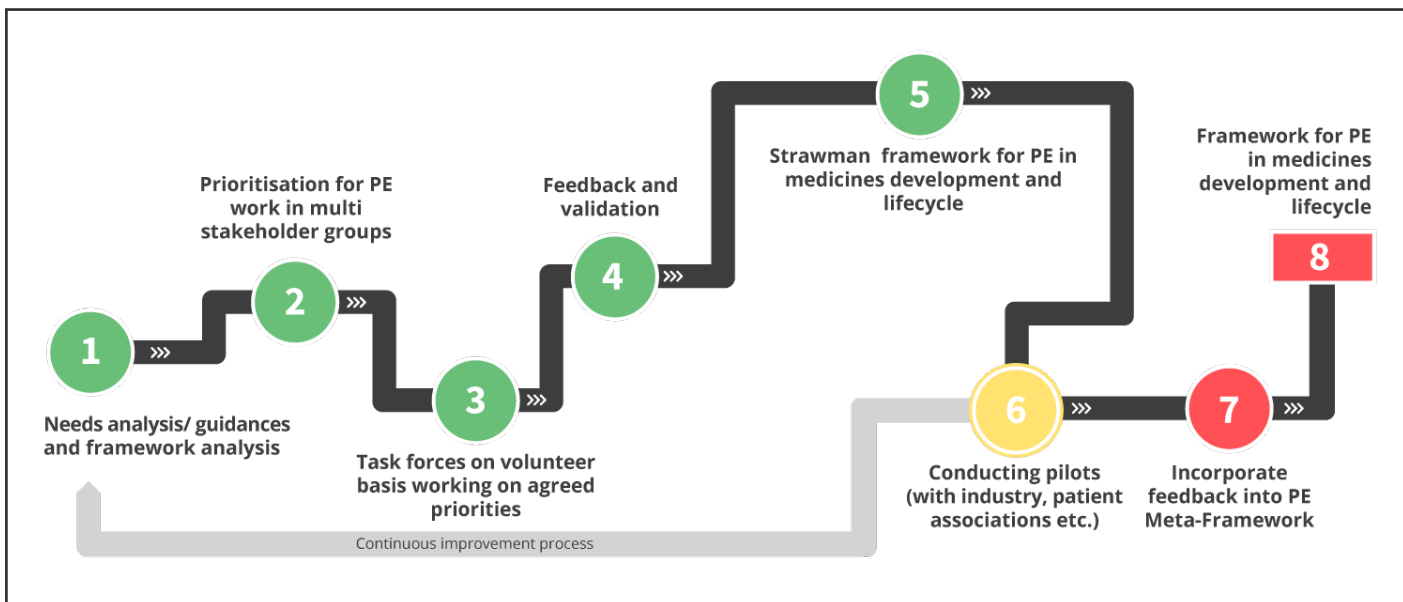 1
Needs analysis/ guidances
and framework analysis
2
Prioritisation for PE
work in multi
stakeholder groups
3
Task forces on volunteer
basis working on agreed
priorities
4
Feedback and
validation
5
Strawman framework for PE in
medicines development and
lifecycle
6
Conducting pilots
(with industry, patient
associations etc.)
7
Incorporate
feedback into PE
Meta-Framework
8
Framework for PE
in medicines
development and
lifecycle
Continuous improvement process